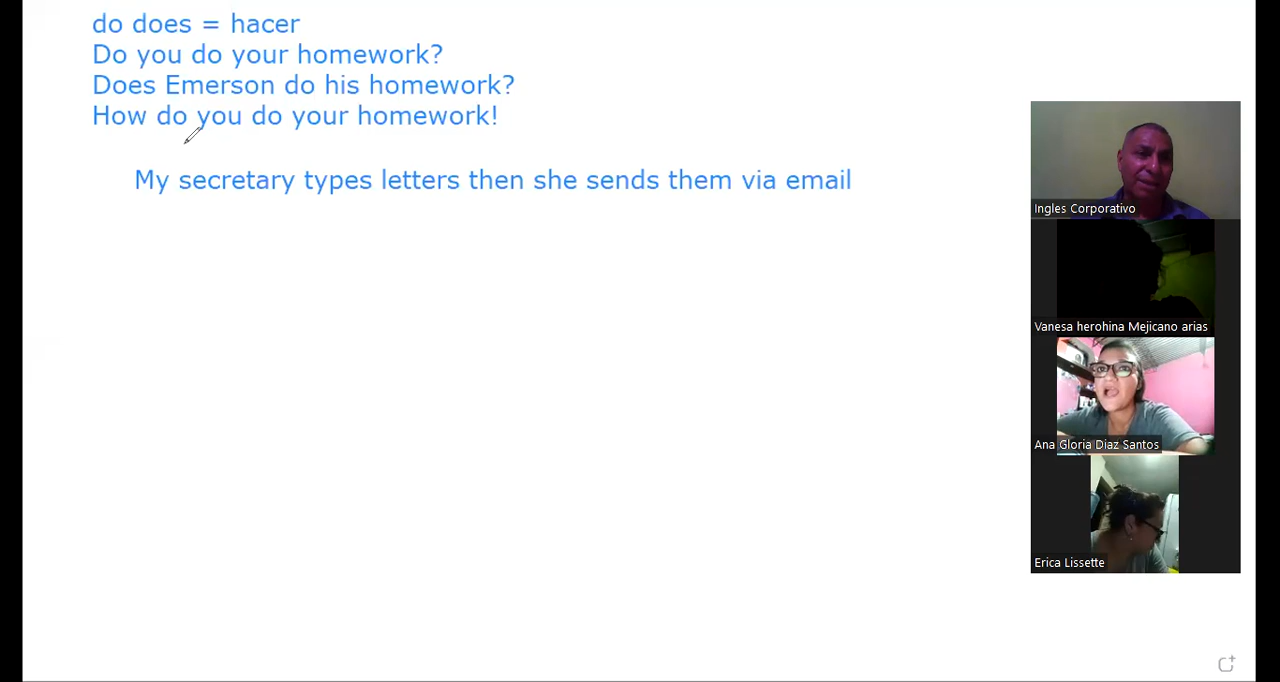 do does = hacer
Do you do your homework?
Does Emerson do his homework?
How do you do your homework!
My secretary types letters then she sends them via email
Ingles Corporativo
Vanesa herohina Mejicano arias
Ana Gloria Diaz Santos
Erica Lissette